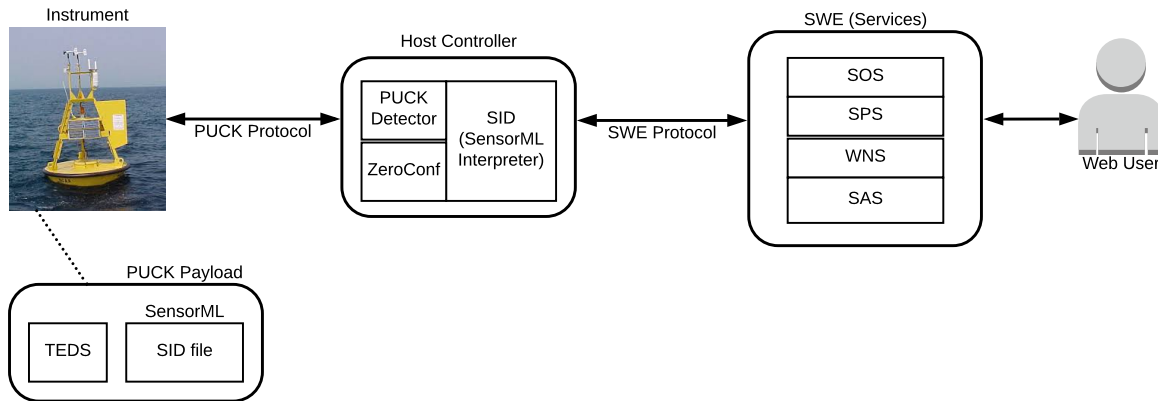 Instrument
PUCK Protocol
Host Controller
PUCK
Detector
ZeroConf
SID
(SensorML
Interpreter)
SWE Protocol
SWE (Services)
SOS
SPS
WNS
SAS
Web User
PUCK Payload
SensorML
TEDS
SID file